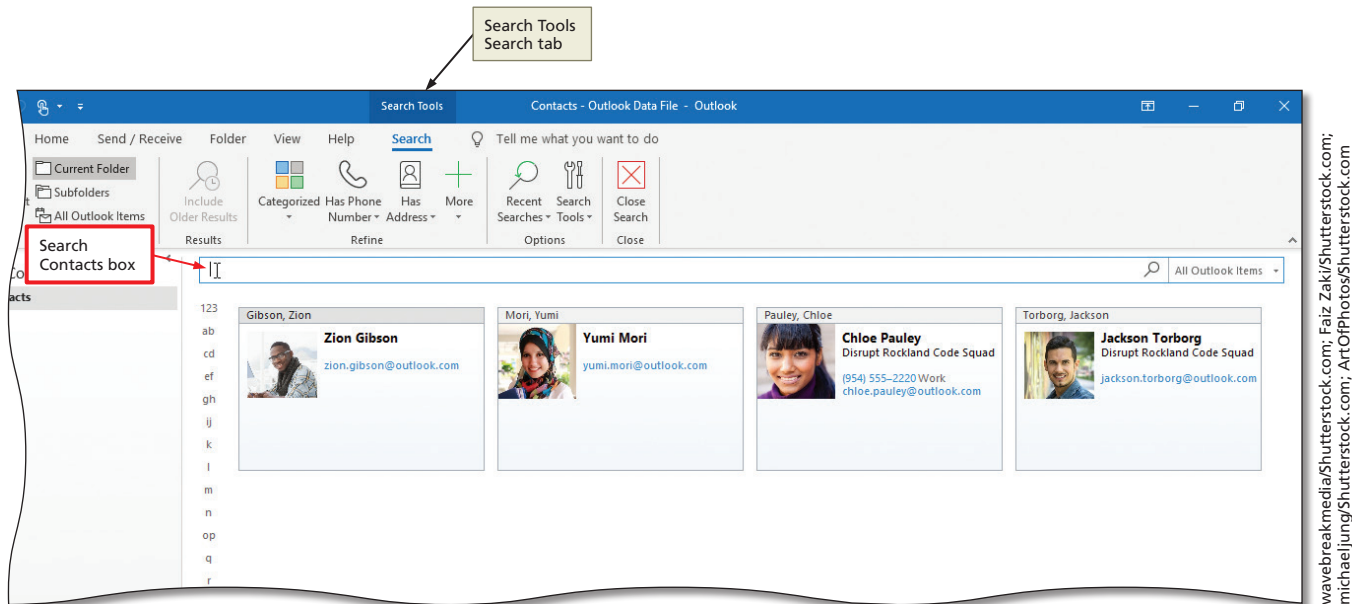 Search Tools
Search tab
Search Tools
Contacts - Outlook Data File - Outlook
Home Send / Receive Folder View Help Search Tell me what you want to do
Current Folder
Subfolders
All Outlook Items
Include
Older Results
Results
Categorized
Has Phone
Number
Has
Address
More
Refine
Recent
Searches
Search
Tools
Options
Close
Search
Close
Search
Contacts box
Co
acts
All Outlook Items
123
ab
cd
ef
gh
ij
k
l
m
n
op
q
r
Gibson, Zion
Zion Gibson
zion.gibson@outlook.com
Mori, Yumi
Yumi Mori
yumi.mori@outlook.com
Pauley, Chloe
Chloe Pauley
Disrupt Rockland Code Squad
(954) 555–2220 Work
chloe.pauley@outlook.com
Torborg, Jackson
Jackson Torborg
Disrupt Rockland Code Squad
jackson.torborg@outlook.com
wavebreakmedia/Shutterstock.com; Faiz Zaki/Shutterstock.com;
michaeljung/Shutterstock.com; ArtOfPhotos/Shutterstock.com